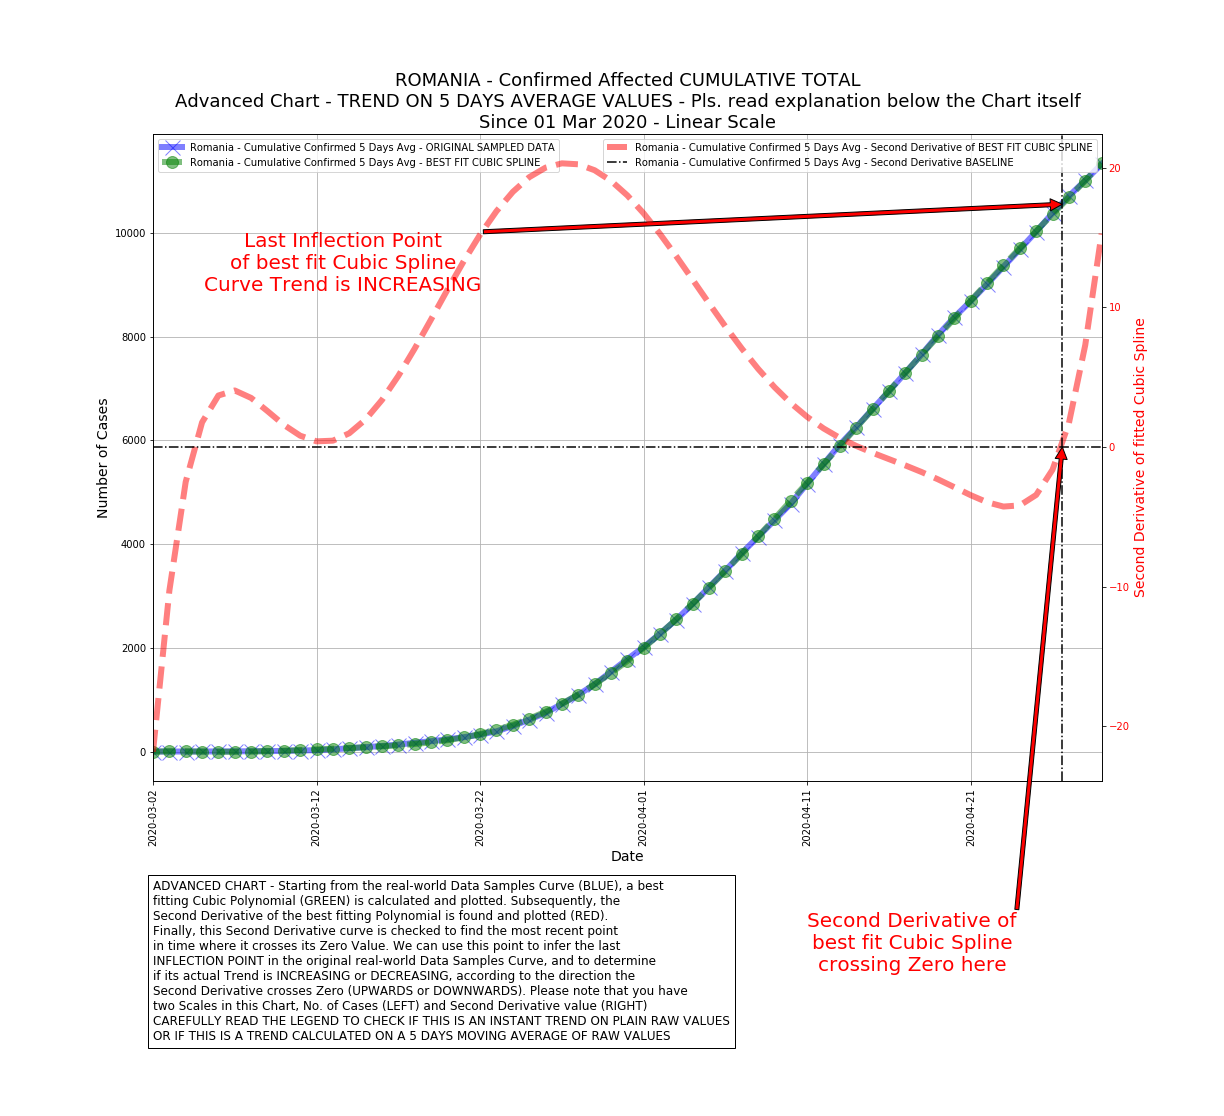 ROMANIA - Confirmed Affected CUMULATIVE TOTAL
Advanced Chart - TREND ON 5 DAYS AVERAGE VALUES - Pls. read explanation below the Chart itself
Since 01 Mar 2020 - Linear Scale
Romania - Cumulative Confirmed 5 Days Avg - ORIGINAL SAMPLED DATA
Romania - Cumulative Confirmed 5 Days Avg - BEST FIT CUBIC SPLINE
Romania - Cumulative Confirmed 5 Days Avg - Second Derivative of BEST FIT CUBIC SPLINE
Romania - Cumulative Confirmed 5 Days Avg - Second Derivative BASELINE
Last Inflection Point
of best fit Cubic Spline
Curve Trend is INCREASING
Number of Cases
10000
8000
6000
4000
2000
0
20
10
0
−10
−20
Second Derivative of fitted Cubic Spline
2020-03-02
2020-03-12
2020-03-22
2020-04-01
2020-04-11
2020-04-21
Date
Second Derivative of
best fit Cubic Spline
crossing Zero here
ADVANCED CHART - Starting from the real-world Data Samples Curve (BLUE), a best
fitting Cubic Polynomial (GREEN) is calculated and plotted. Subsequently, the
Second Derivative of the best fitting Polynomial is found and plotted (RED).
Finally, this Second Derivative curve is checked to find the most recent point
in time where it crosses its Zero Value. We can use this point to infer the last
INFLECTION POINT in the original real-world Data Samples Curve, and to determine
if its actual Trend is INCREASING or DECREASING, according to the direction the
Second Derivative crosses Zero (UPWARDS or DOWNWARDS). Please note that you have
two Scales in this Chart, No. of Cases (LEFT) and Second Derivative value (RIGHT)
CAREFULLY READ THE LEGEND TO CHECK IF THIS IS AN INSTANT TREND ON PLAIN RAW VALUES
OR IF THIS IS A TREND CALCULATED ON A 5 DAYS MOVING AVERAGE OF RAW VALUES